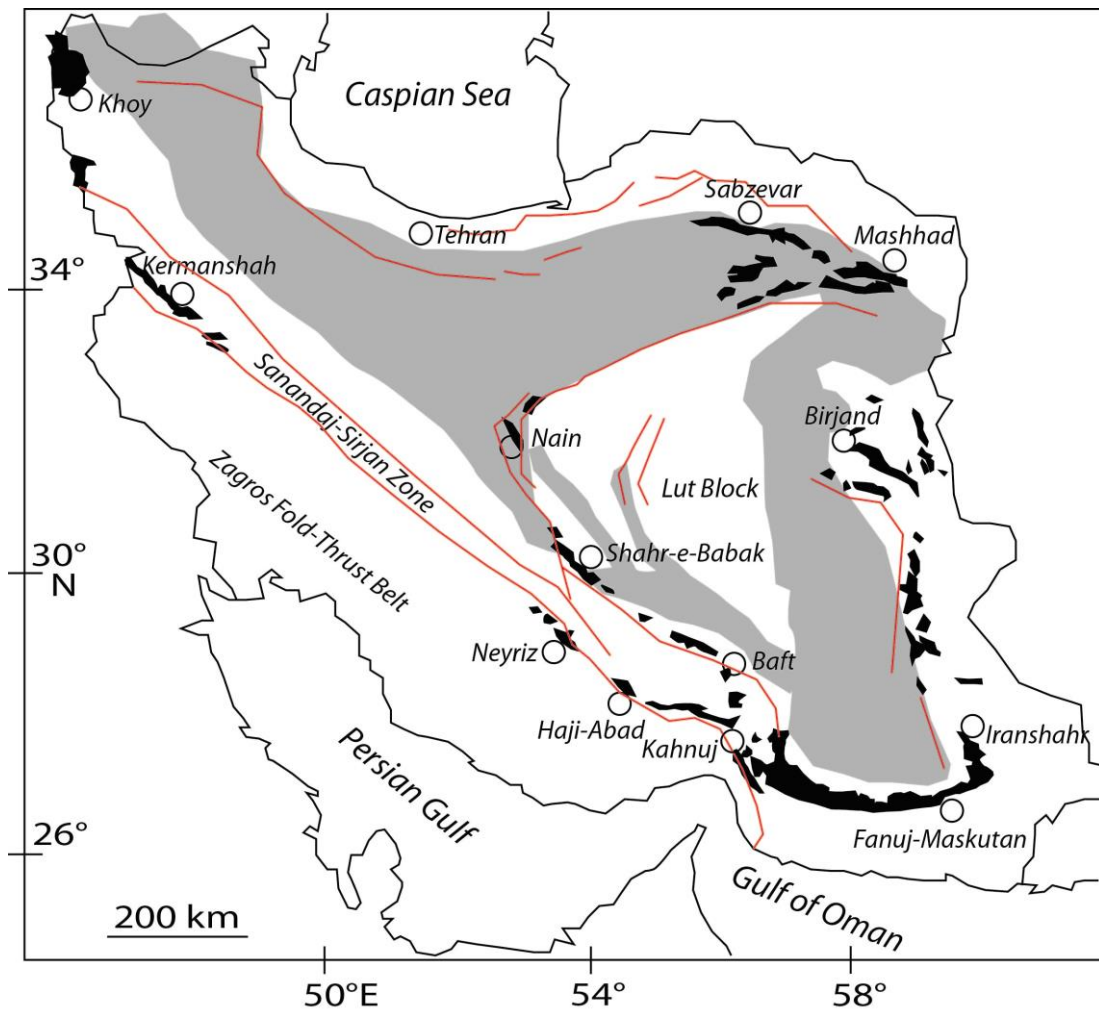 Caspian Sea
Khoy
Sabzevar
Tehran
Mashhad
Kermanshah
34°
Sanandaj-Sirjan Zone
Birjand
Nain
Zagros Fold-Thrust Belt
Lut Block
Shahr-e-Babak
30°
N
Neyriz
Baft
Haji-Abad
Iranshahr
Kahnuj
Persian Gulf
26°
Fanuj-Maskutan
Gulf of Oman
200 km
50°E
54°
58°